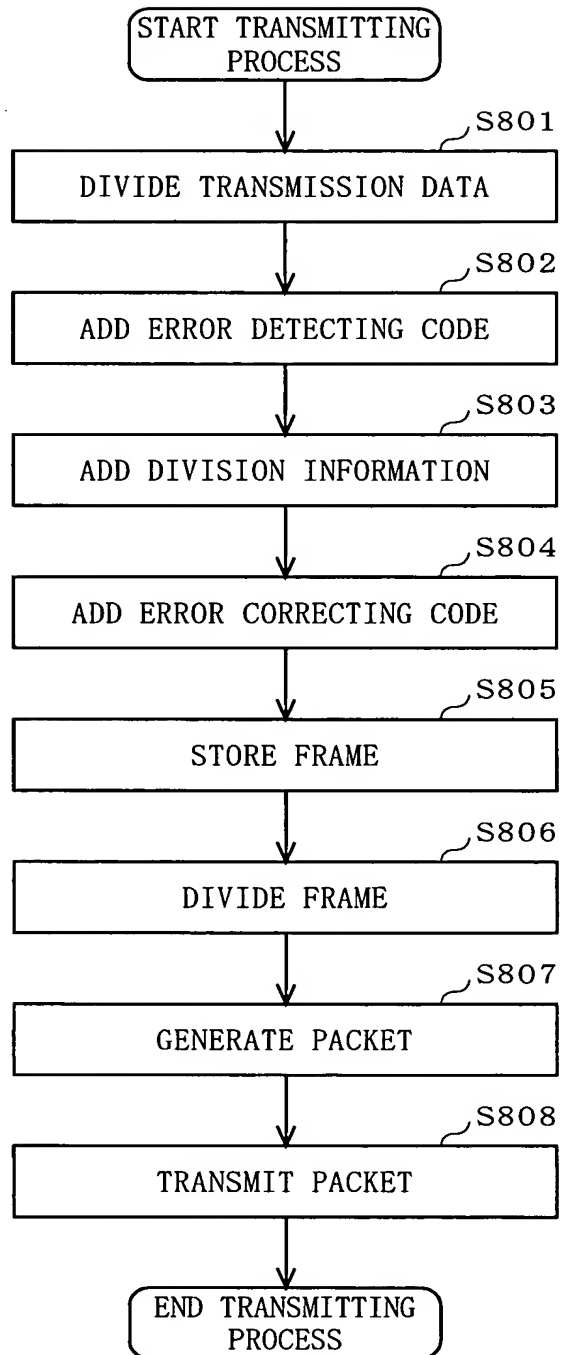 START TRANSMITTING
PROCESS
S801
DIVIDE TRANSMISSION DATA
S802
ADD ERROR DETECTING CODE
S803
ADD DIVISION INFORMATION
S804
ADD ERROR CORRECTING CODE
S805
STORE FRAME
S806
DIVIDE FRAME
S807
GENERATE PACKET
S808
TRANSMIT PACKET
END TRANSMITTING
PROCESS